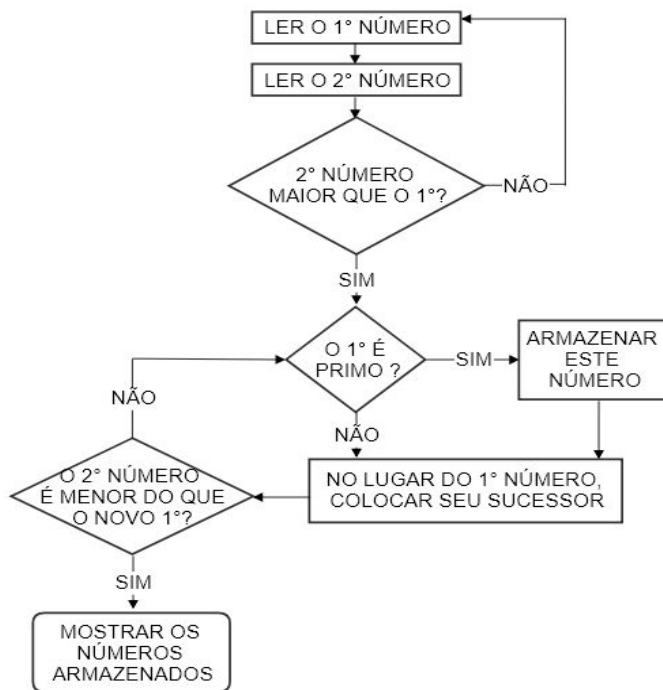 LER O 1° NÚMERO
LER O 2° NÚMERO
2° NÚMERO
MAIOR QUE O 1°?
NÃO
SIM
O 1° É
PRIMO ?
SIM
ARMAZENAR
ESTE
NÚMERO
NÃO
NÃO
NO LUGAR DO 1° NÚMERO,
COLOCAR SEU SUCESSOR
O 2° NÚMERO
É MENOR DO QUE
O NOVO 1°?
SIM
MOSTRAR OS
NÚMEROS
ARMAZENADOS